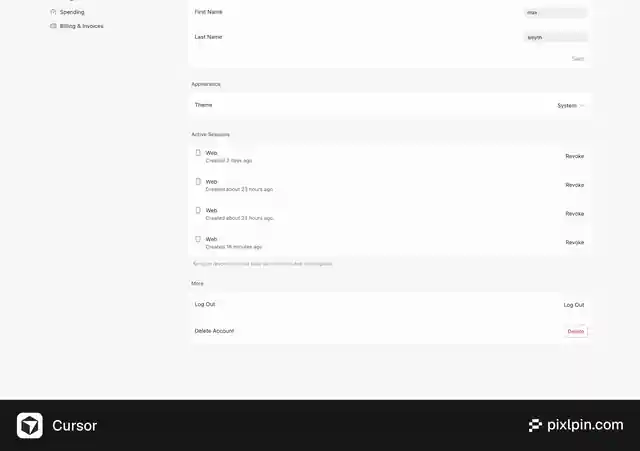 Spending
Billing & Invoices
First Name
max
Last Name
smyth
Save
Appearance
Theme
System
Active Sessions
Web
Created 2 days ago
Revoke
Web
Created about 23 hours ago
Revoke
Web
Created about 23 hours ago
Revoke
Web
Created 16 minutes ago
Revoke
More
Log Out
Log Out
Delete Account
Delete
Cursor
pixlpin.com